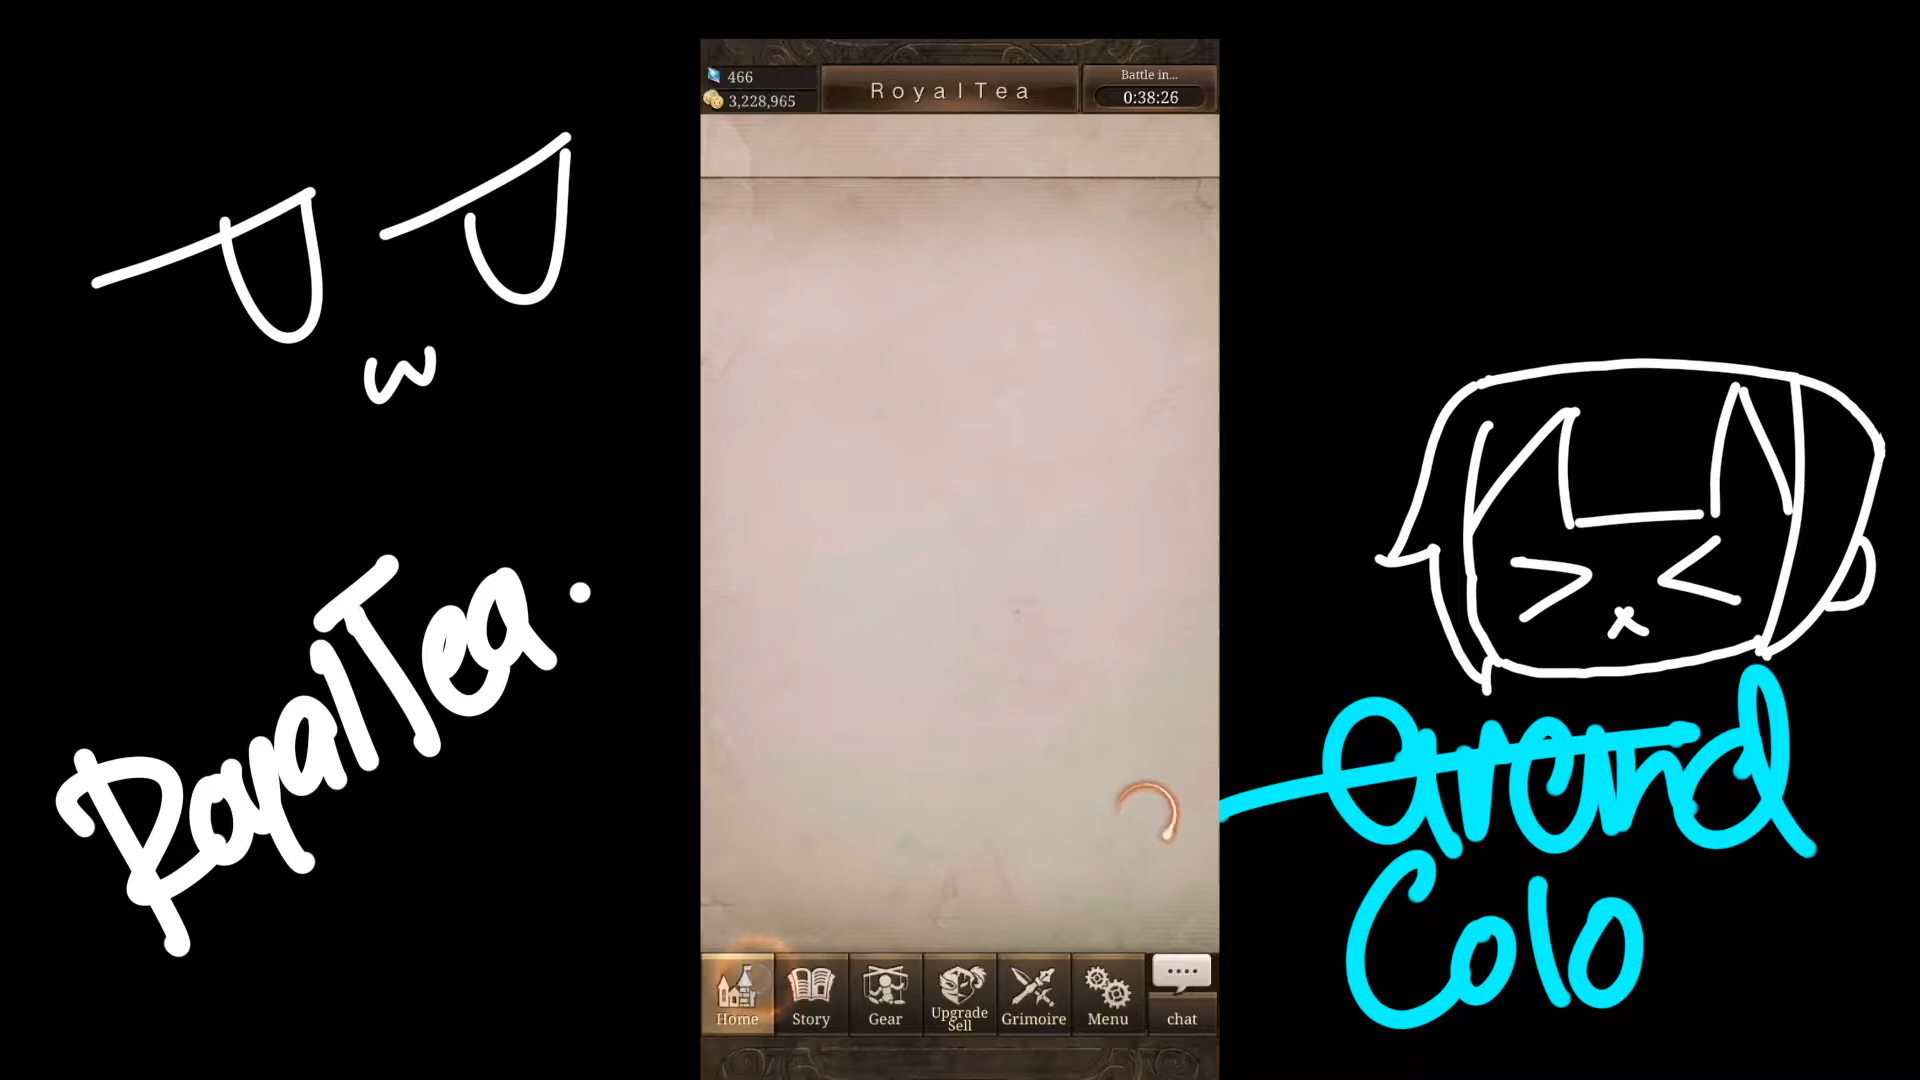 466
3,228,965
RoyalTea
Battle in...
0:38:26
w
RoyalTea.
> x <
Grand
Colo
Home
Story
Gear
Upgrade
Sell
Grimoire
Menu
chat